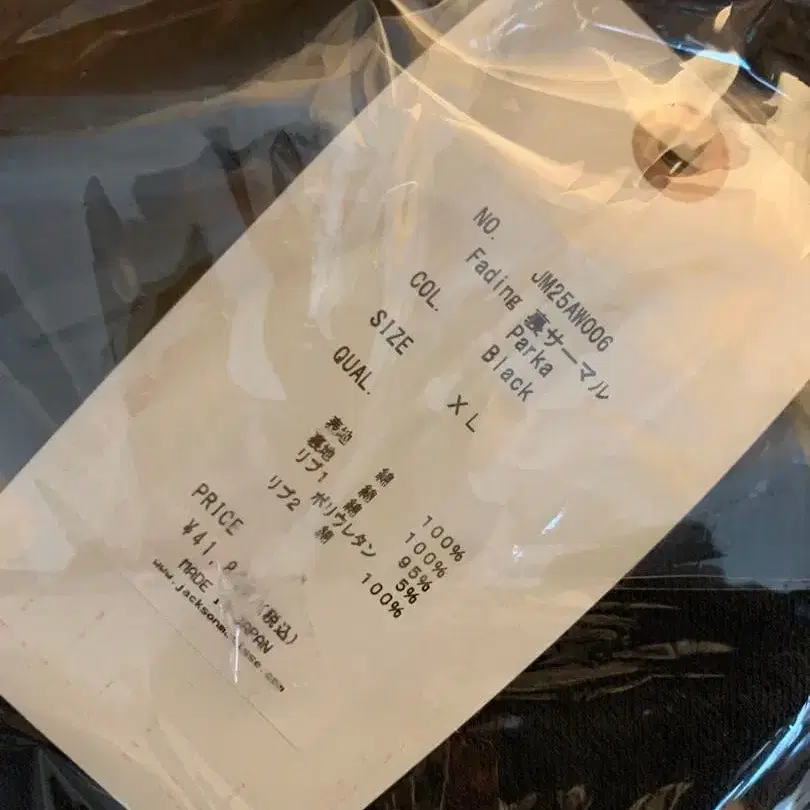 NO. JM25AW006
Fading 裏サーマル
Parka
COL. Black
SIZE XL
QUAL.
表地 綿 100%
裏地 綿 100%
リブ1 綿 95%
ポリウレタン 5%
リブ2 綿 100%
PRICE
(税込)
MADE